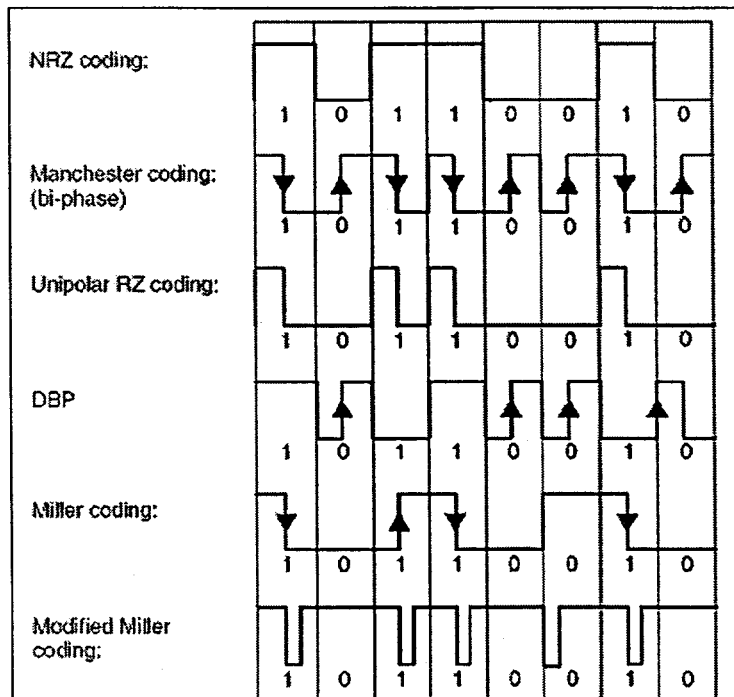 NRZ coding:
1 0 1 1 0 0 1 0
Manchester coding:
(bi-phase)
1 0 1 1 0 0 1 0
Unipolar RZ coding:
1 0 1 1 0 0 1 0
DBP
1 0 1 1 0 0 1 0
Miller coding:
1 0 1 1 0 0 1 0
Modified Miller
coding:
1 0 1 1 0 0 1 0